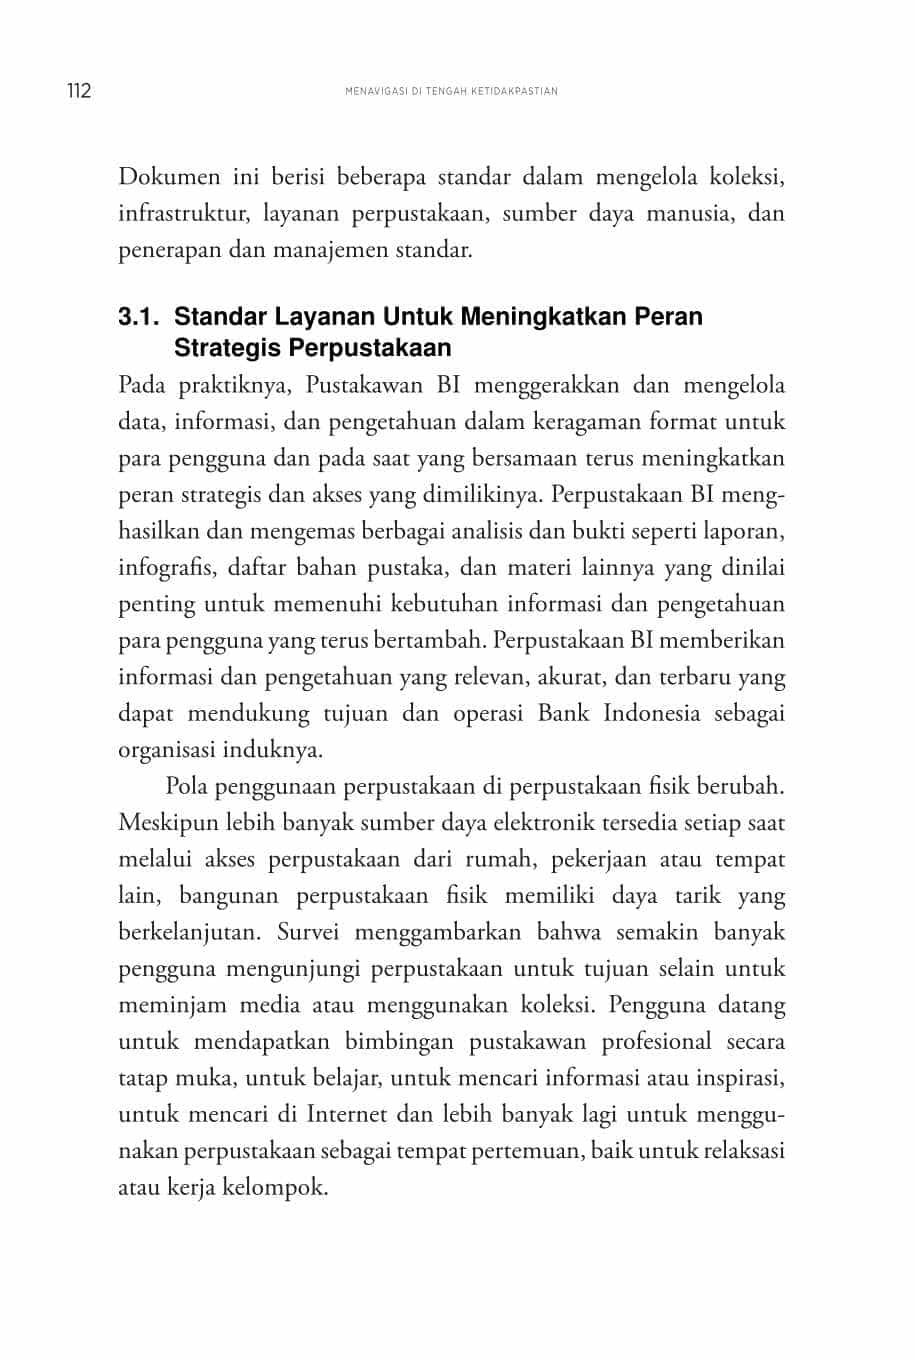 112
MENAVIGASI DI TENGAH KETIDAKPASTIAN
Dokumen ini berisi beberapa standar dalam mengelola koleksi,
infrastruktur, layanan perpustakaan, sumber daya manusia, dan
penerapan dan manajemen standar.
3.1. Standar Layanan Untuk Meningkatkan Peran
Strategis Perpustakaan
Pada praktiknya, Pustakawan BI menggerakkan dan mengelola
data, informasi, dan pengetahuan dalam keragaman format untuk
para pengguna dan pada saat yang bersamaan terus meningkatkan
peran strategis dan akses yang dimilikinya. Perpustakaan BI meng-
hasilkan dan mengemas berbagai analisis dan bukti seperti laporan,
infografis, daftar bahan pustaka, dan materi lainnya yang dinilai
penting untuk memenuhi kebutuhan informasi dan pengetahuan
para pengguna yang terus bertambah. Perpustakaan BI memberikan
informasi dan pengetahuan yang relevan, akurat, dan terbaru yang
dapat mendukung tujuan dan operasi Bank Indonesia sebagai
organisasi induknya.
Pola penggunaan perpustakaan di perpustakaan fisik berubah.
Meskipun lebih banyak sumber daya elektronik tersedia setiap saat
melalui akses perpustakaan dari rumah, pekerjaan atau tempat
lain, bangunan perpustakaan fisik memiliki daya tarik yang
berkelanjutan. Survei menggambarkan bahwa semakin banyak
pengguna mengunjungi perpustakaan untuk tujuan selain untuk
meminjam media atau menggunakan koleksi. Pengguna datang
untuk mendapatkan bimbingan pustakawan profesional secara
tatap muka, untuk belajar, untuk mencari informasi atau inspirasi,
untuk mencari di Internet dan lebih banyak lagi untuk menggu-
nakan perpustakaan sebagai tempat pertemuan, baik untuk relaksasi
atau kerja kelompok.